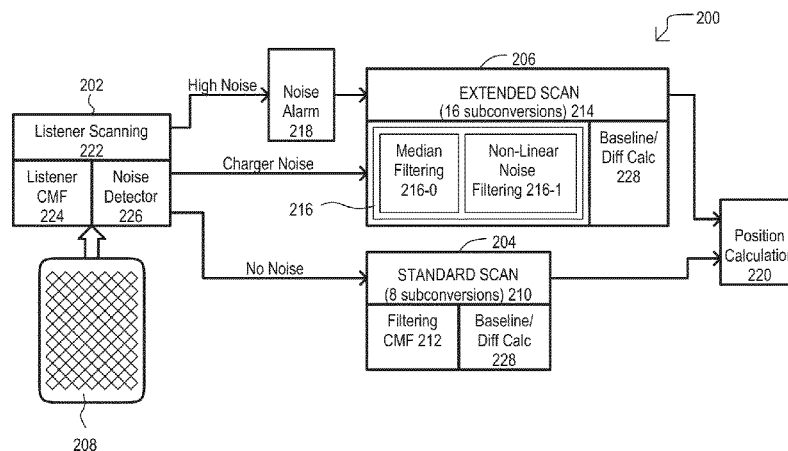 200
206
202
High Noise
Noise
Alarm
218
EXTENDED SCAN
(16 subconversions) 214
Listener Scanning
222
Listener
CMF
224
Noise
Detector
226
Charger Noise
Median
Filtering
216-0
Non-Linear
Noise
Filtering 216-1
216
Baseline/
Diff Calc
228
No Noise
204
STANDARD SCAN
(8 subconversions) 210
Filtering
CMF 212
Baseline/
Diff Calc
228
Position
Calculation
220
208